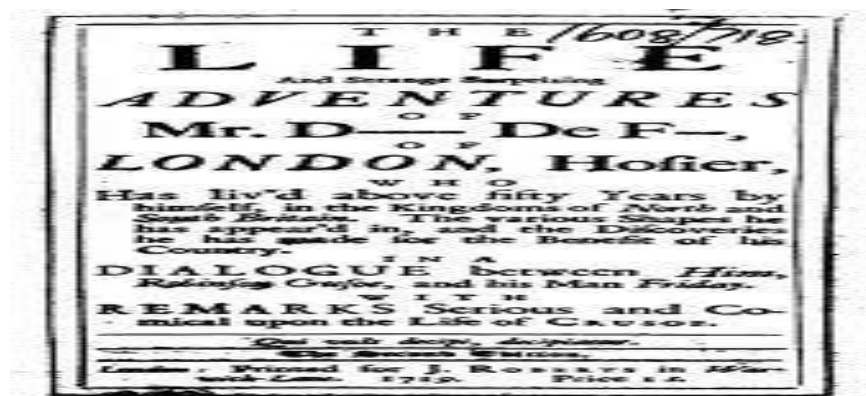 THE
1608/718.
LIFE
And Strange Surprizing
ADVENTURES
OF
Mr. D—— De F—,
OF
LONDON, Hoſier,
WHO
Has liv'd above fifty Years by
himſelf, in the Kingdoms of North and
South Britain. The various Shapes he
has appear'd in, and the Diſcoveries
he has made for the Benefit of his
Country.
IN A
DIALOGUE between Him,
Robinſon Cruſoe, and his Man Friday.
WITH
REMARKS Serious and Co-
mical upon the Life of CRUSOE.
Qui vult decipi, decipiatur.
The Second Edition,
London, Printed for J. ROBERTS in War-
wick-Lane. 1719. Price 1 s.